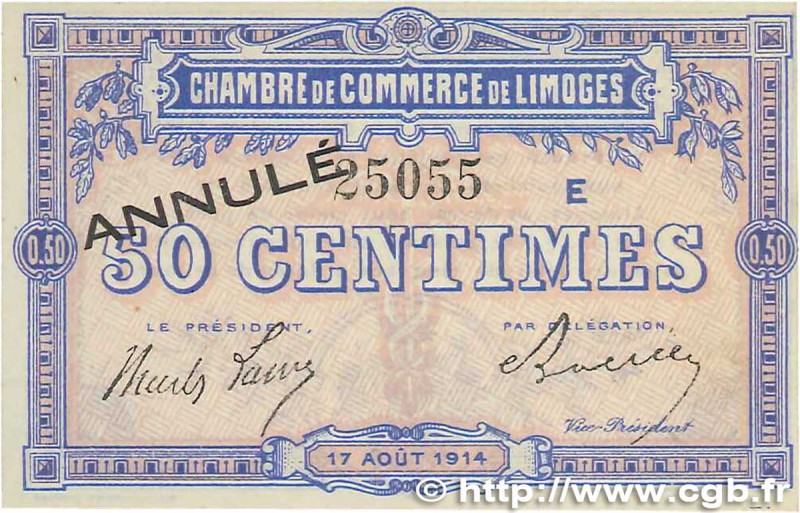 CHAMBRE DE COMMERCE DE LIMOGES
ANNULÉ
25055 E
0.50 50 CENTIMES 0.50
LE PRÉSIDENT, PAR DÉLÉGATION,
Vice-Président
17 AOÛT 1914
© http://www.cgb.fr